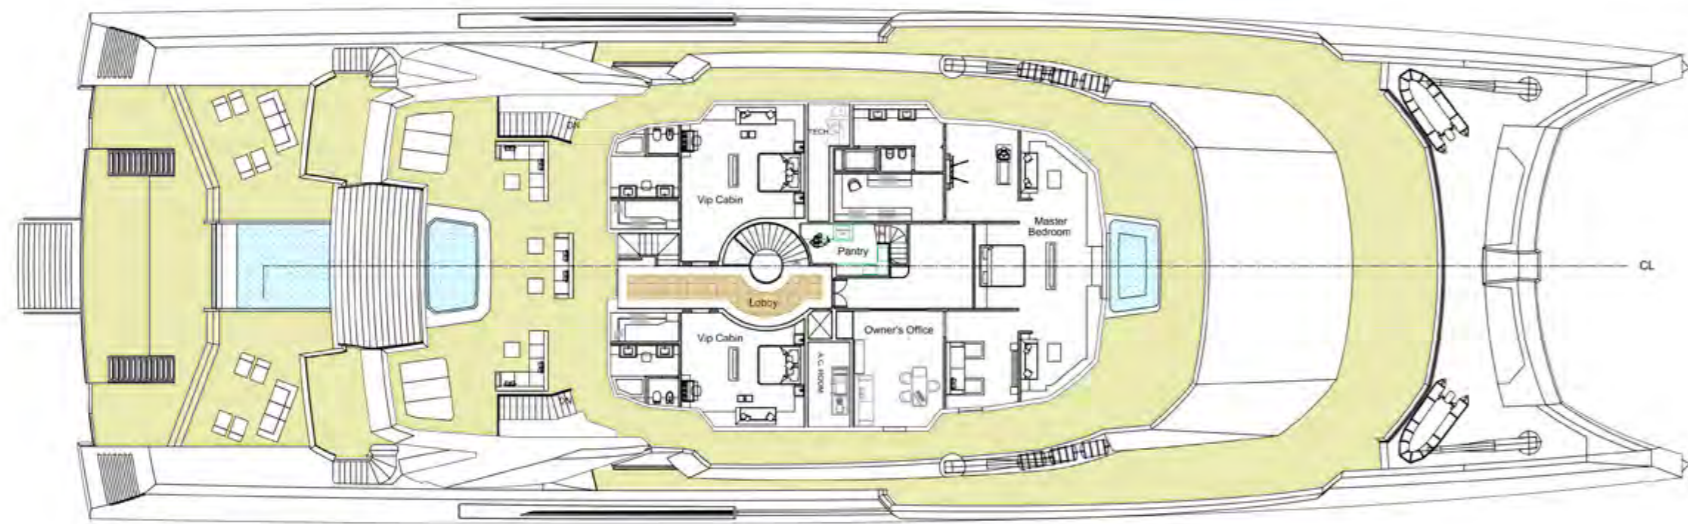 DN
TECH
Vip Cabin
Master
Bedroom
Pantry
CL
Lobby
Vip Cabin
Owner's Office
A.C. ROOM
DN